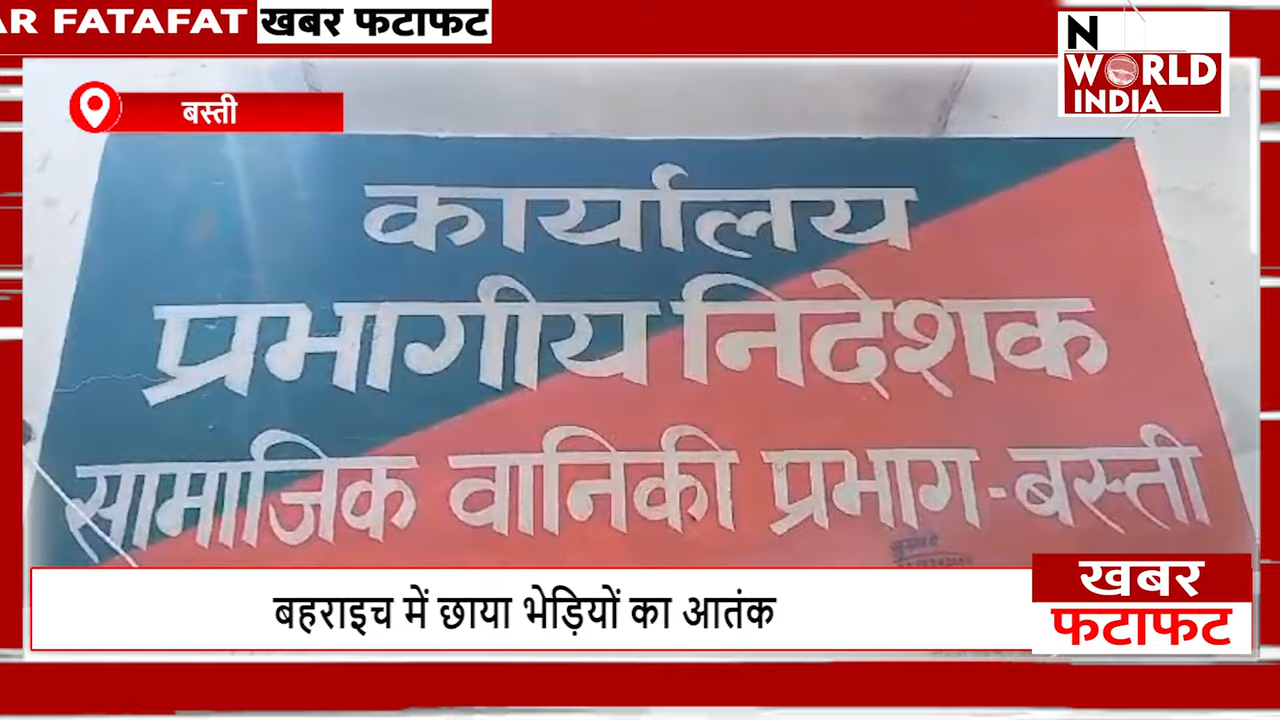 AR FATAFAT खबर फटाफट
N
WORLD
INDIA
बस्ती
कार्यालय
प्रभागीय निदेशक
सामाजिक वानिकी प्रभाग-बस्ती
बहराइच में छाया भेड़ियों का आतंक
खबर
फटाफट